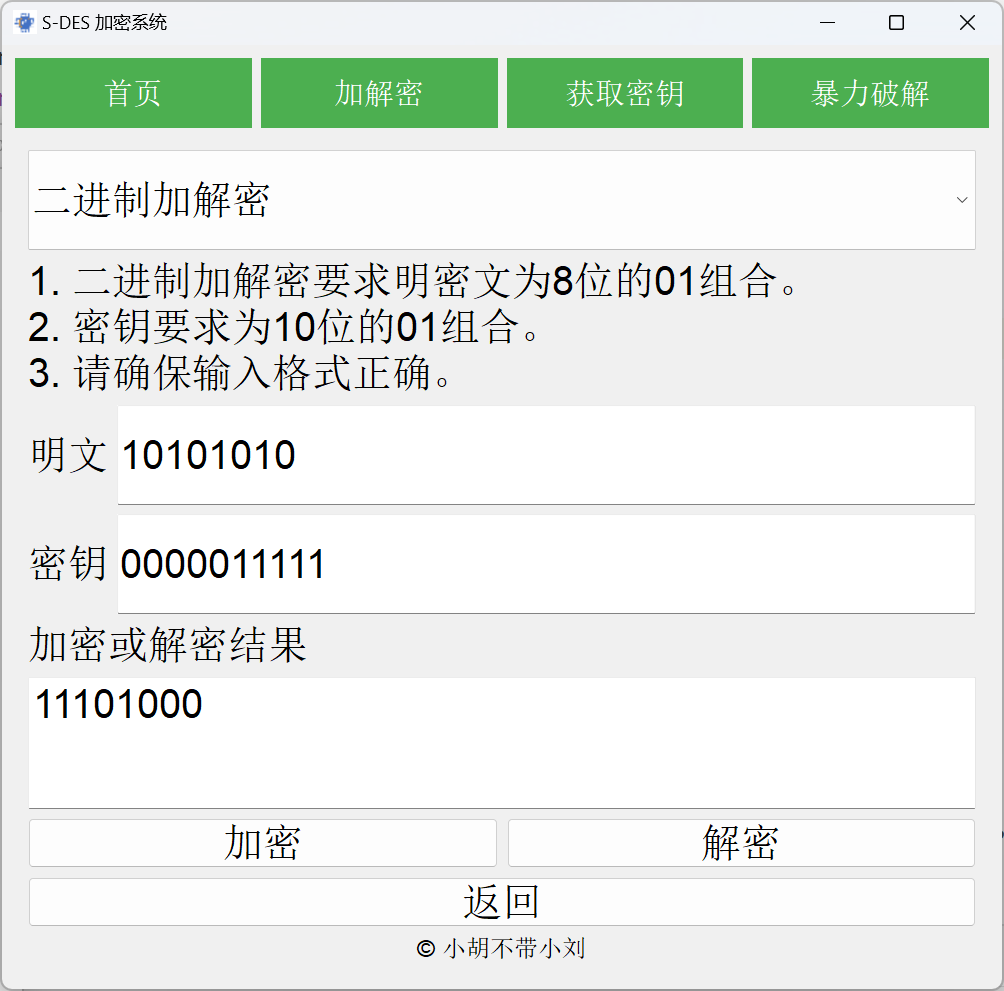 S-DES 加密系统
首页 加解密 获取密钥 暴力破解
二进制加解密
1. 二进制加解密要求明密文为8位的01组合。
2. 密钥要求为10位的01组合。
3. 请确保输入格式正确。
明文 10101010
密钥 0000011111
加密或解密结果
11101000
加密 解密
返回
© 小胡不带小刘